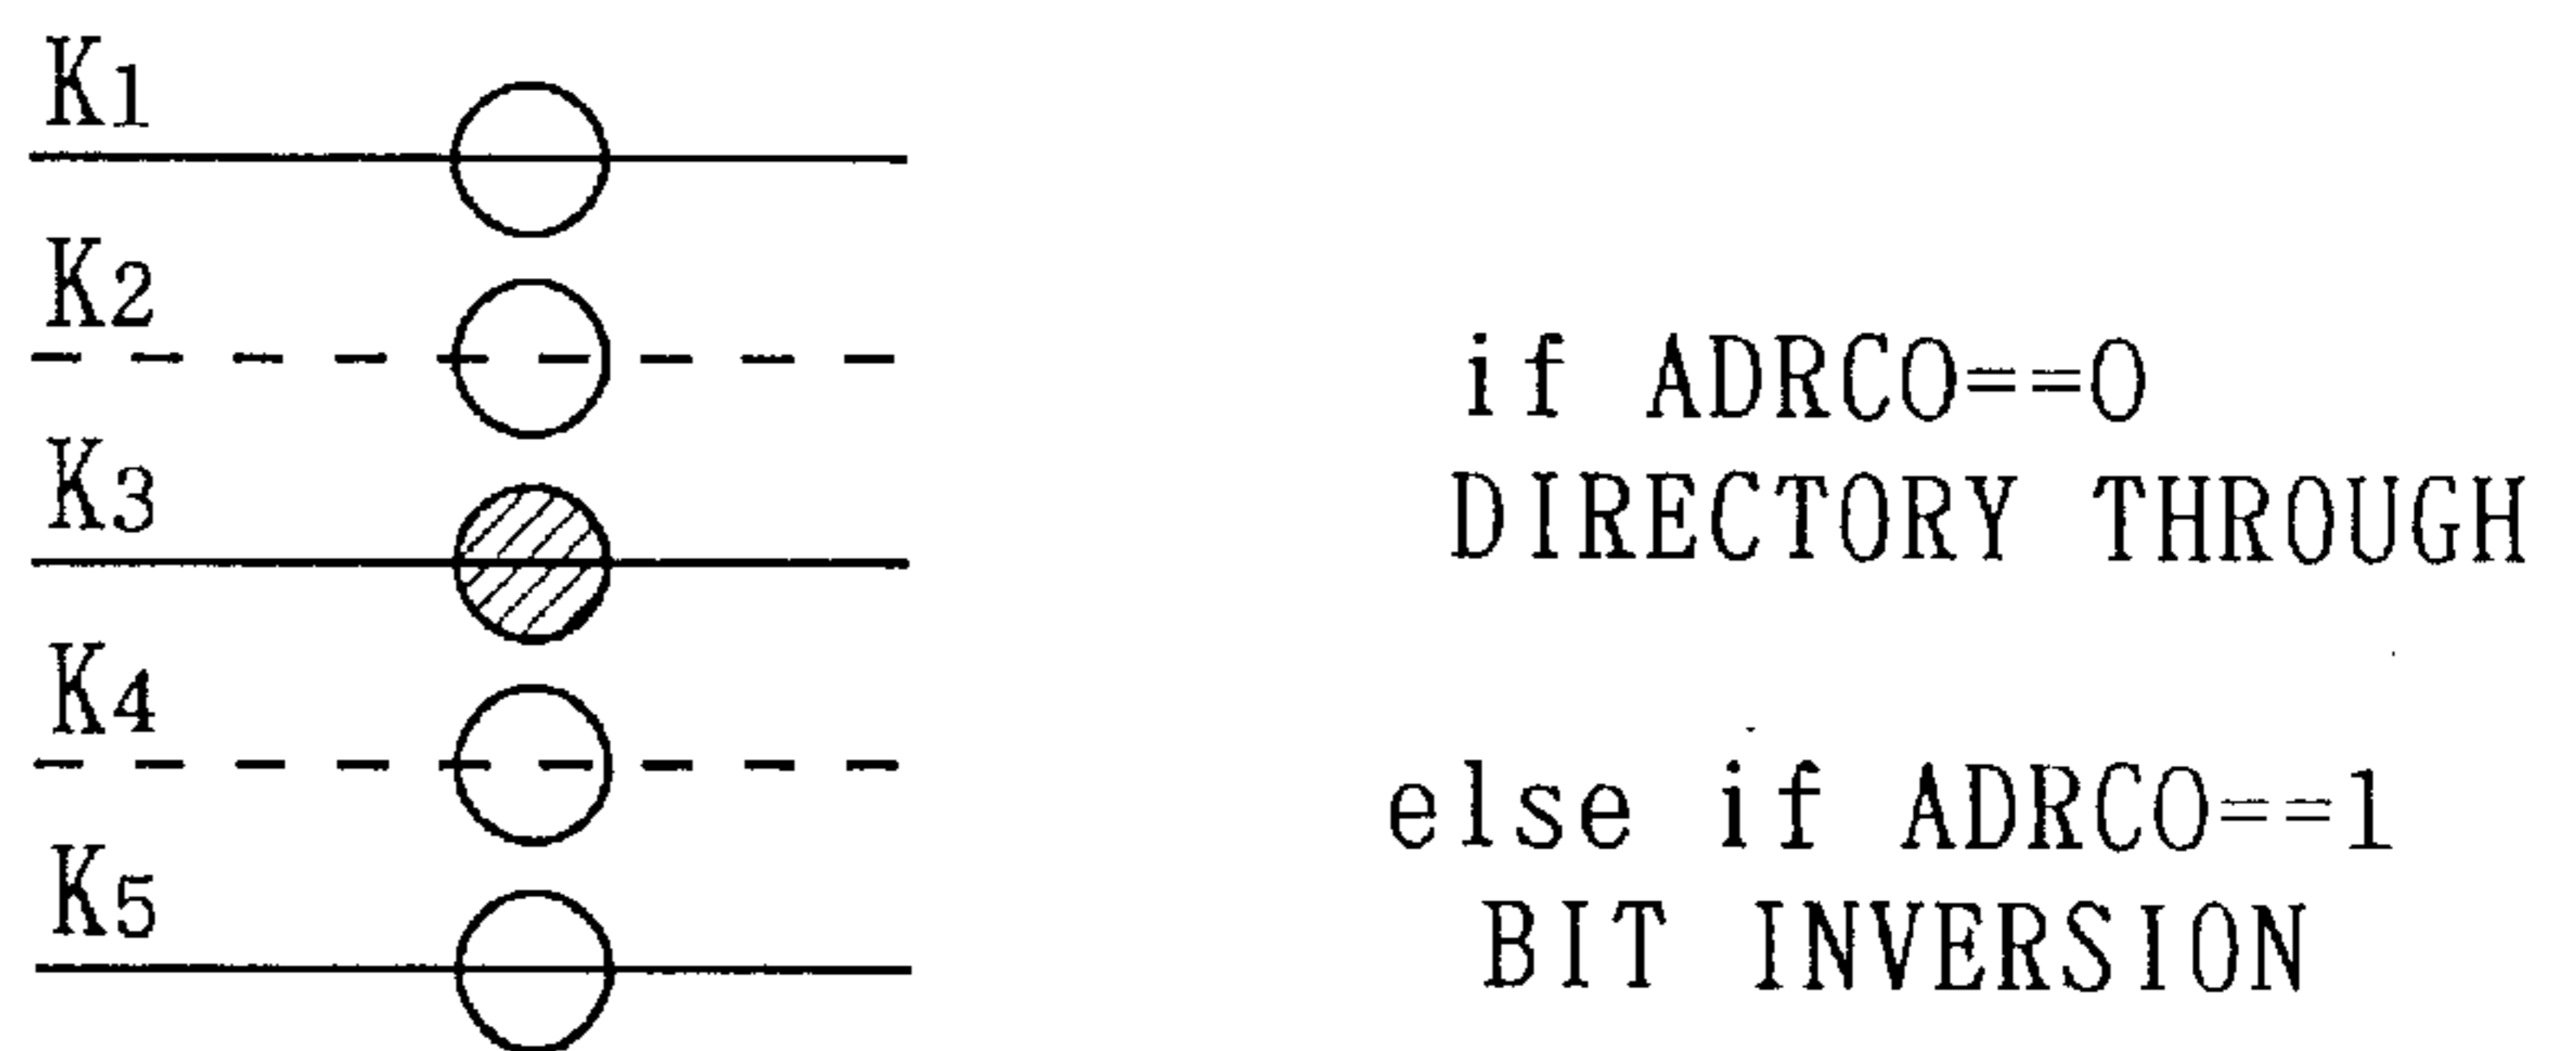 K1
K2
K3
K4
K5
if ADRC0==0
DIRECTORY THROUGH
else if ADRC0==1
BIT INVERSION